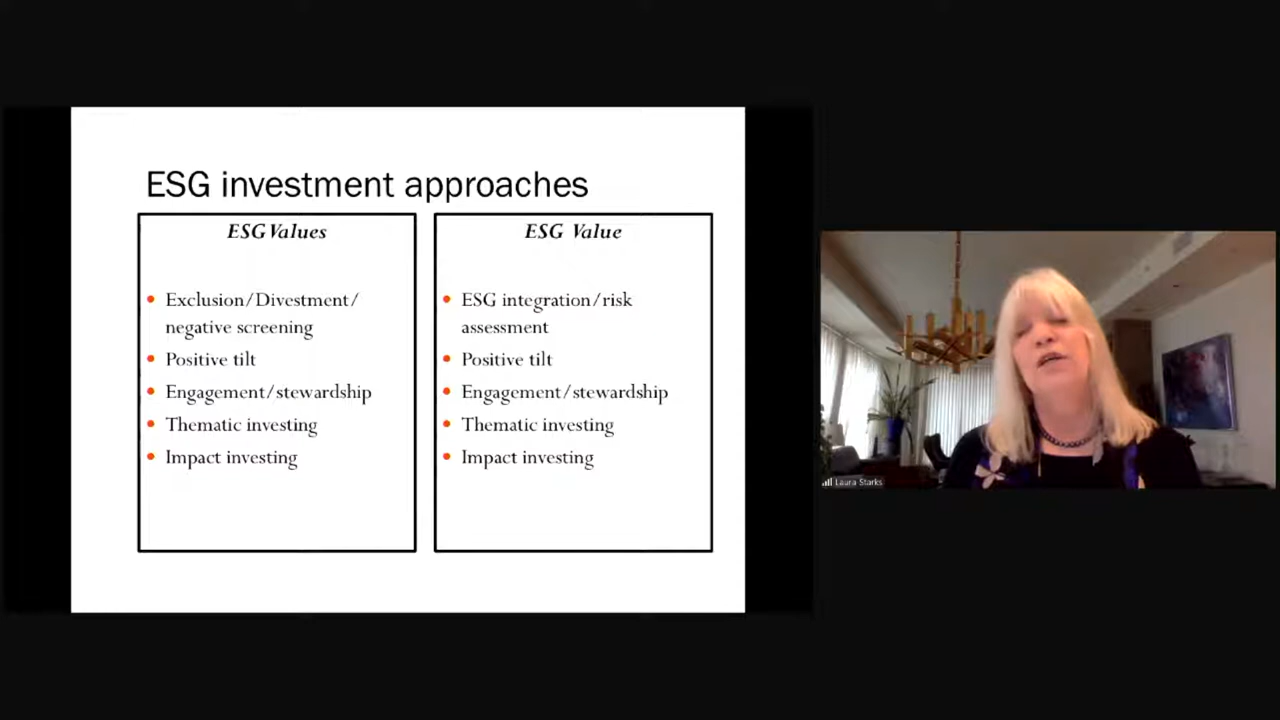 ESG investment approaches
ESG Values
Exclusion/Divestment/
negative screening
Positive tilt
Engagement/stewardship
Thematic investing
Impact investing
ESG Value
ESG integration/risk
assessment
Positive tilt
Engagement/stewardship
Thematic investing
Impact investing
Laura Starks